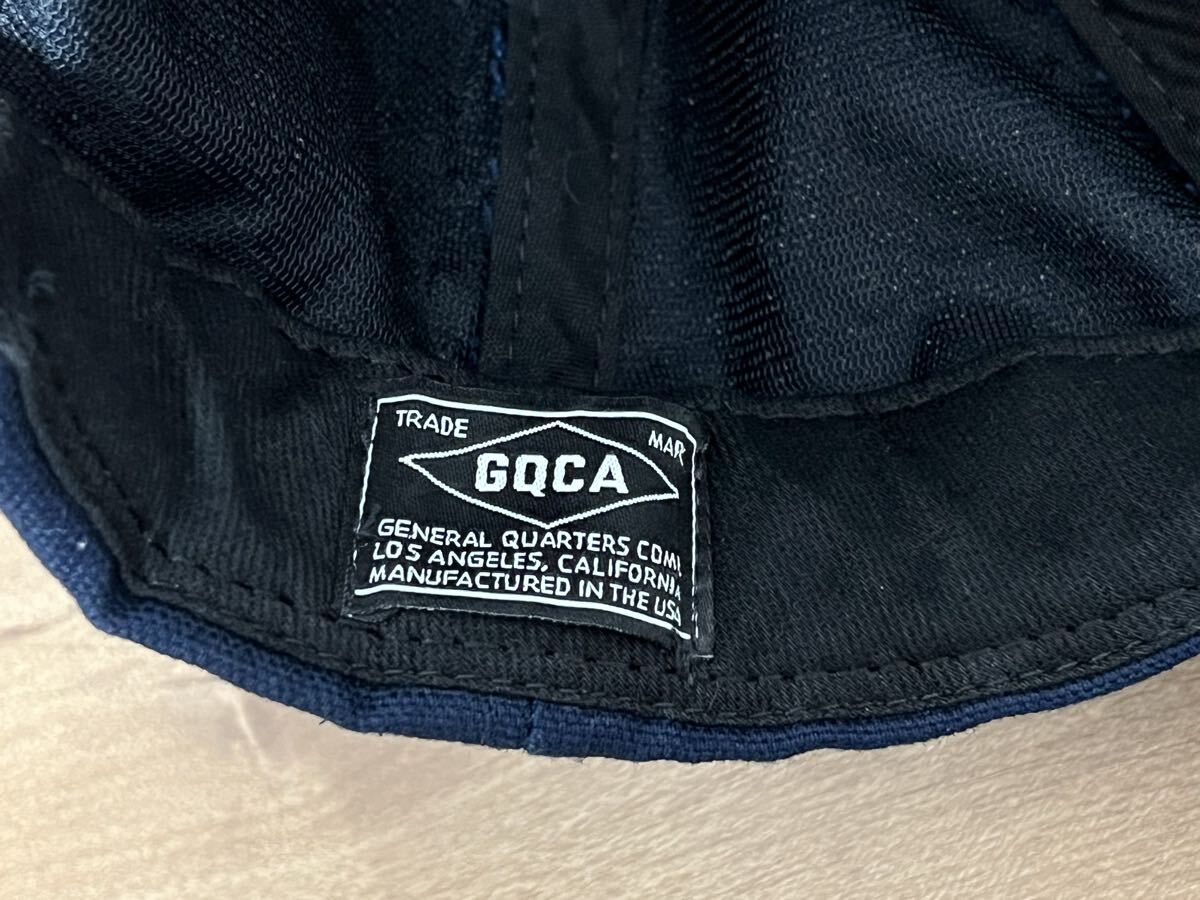 TRADE MAR
GQCA
GENERAL QUARTERS COM
LOS ANGELES, CALIFORNIA
MANUFACTURED IN THE USA